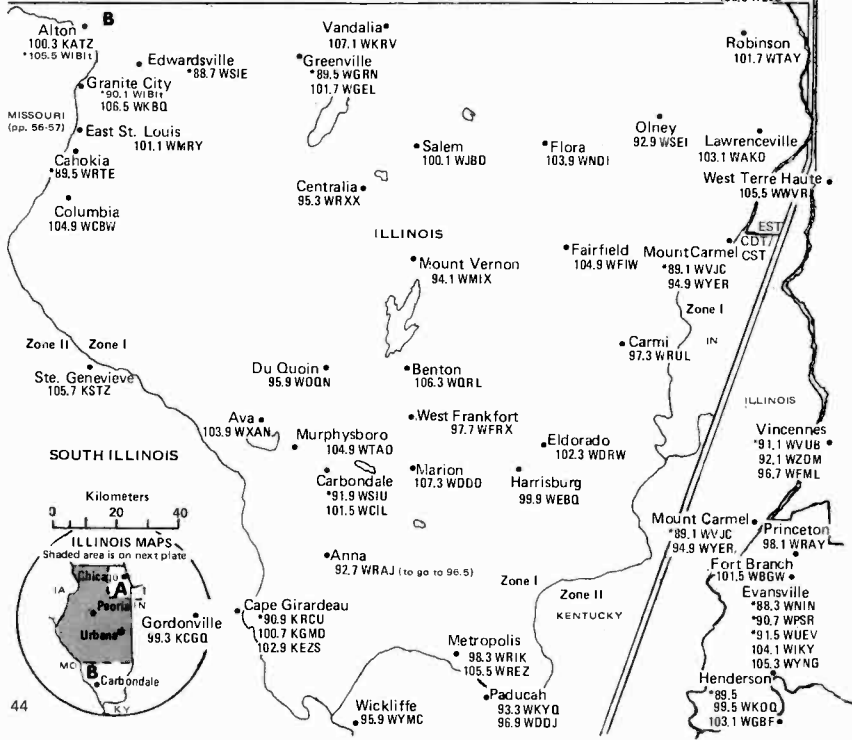 Alton
B
100.3 KATZ
*105.5 WIBIt
Edwardsville
*88.7 WSIE
Granite City
*90.1 WIBIt
106.5 WKBQ
MISSOURI
(pp. 56-57)
East St. Louis
101.1 WMRY
Cahokia
*89.5 WRTE
Columbia
104.9 WCBW
Vandalia
107.1 WKRV
Greenville
*89.5 WGRN
101.7 WGEL
Salem
100.1 WJBD
Centralia
95.3 WRXX
Flora
103.9 WNDI
Olney
92.9 WSEI
Robinson
101.7 WTAY
Lawrenceville
103.1 WAKD
West Terre Haute
105.5 WWVR
ILLINOIS
EST
CDT/
CST
Mount Vernon
94.1 WMIX
Fairfield
104.9 WFIW
Mount Carmel
*89.1 WVJC
94.9 WYER
Zone I
IN
Carmi
97.3 WRUL
Zone II
Zone I
Ste. Genevieve
105.7 KSTZ
Du Quoin
95.9 WDQN
Benton
106.3 WQRL
Ava
103.9 WXAN
West Frankfort
97.7 WFRX
Murphysboro
104.9 WTAO
Eldorado
102.3 WDRW
Carbondale
*91.9 WSIU
101.5 WCIL
Marion
107.3 WDDD
Harrisburg
99.9 WEBQ
ILLINOIS
Vincennes
*91.1 WVUB
92.1 WZDM
96.7 WFML
SOUTH ILLINOIS
Kilometers
0 20 40
ILLINOIS MAPS
Shaded area is on next plate
Chicago
IA
A
Peoria
IN
Urbana
MO
B
Carbondale
KY
Anna
92.7 WRAJ (to go to 96.5)
Mount Carmel
*89.1 WVJC
94.9 WYER
Princeton
98.1 WRAY
Fort Branch
101.5 WBGW
Evansville
*88.3 WNIN
*90.7 WPSR
*91.5 WUEV
104.1 WIKY
105.3 WYNG
Henderson
*89.5
99.5 WKDQ
103.1 WGBF
Zone I
Zone II
KENTUCKY
Gordonville
99.3 KCGQ
Cape Girardeau
*90.9 KRCU
100.7 KGMO
102.9 KEZS
Metropolis
98.3 WRIK
105.5 WREZ
Paducah
93.3 WKYQ
96.9 WDDJ
Wickliffe
95.9 WYMC
44